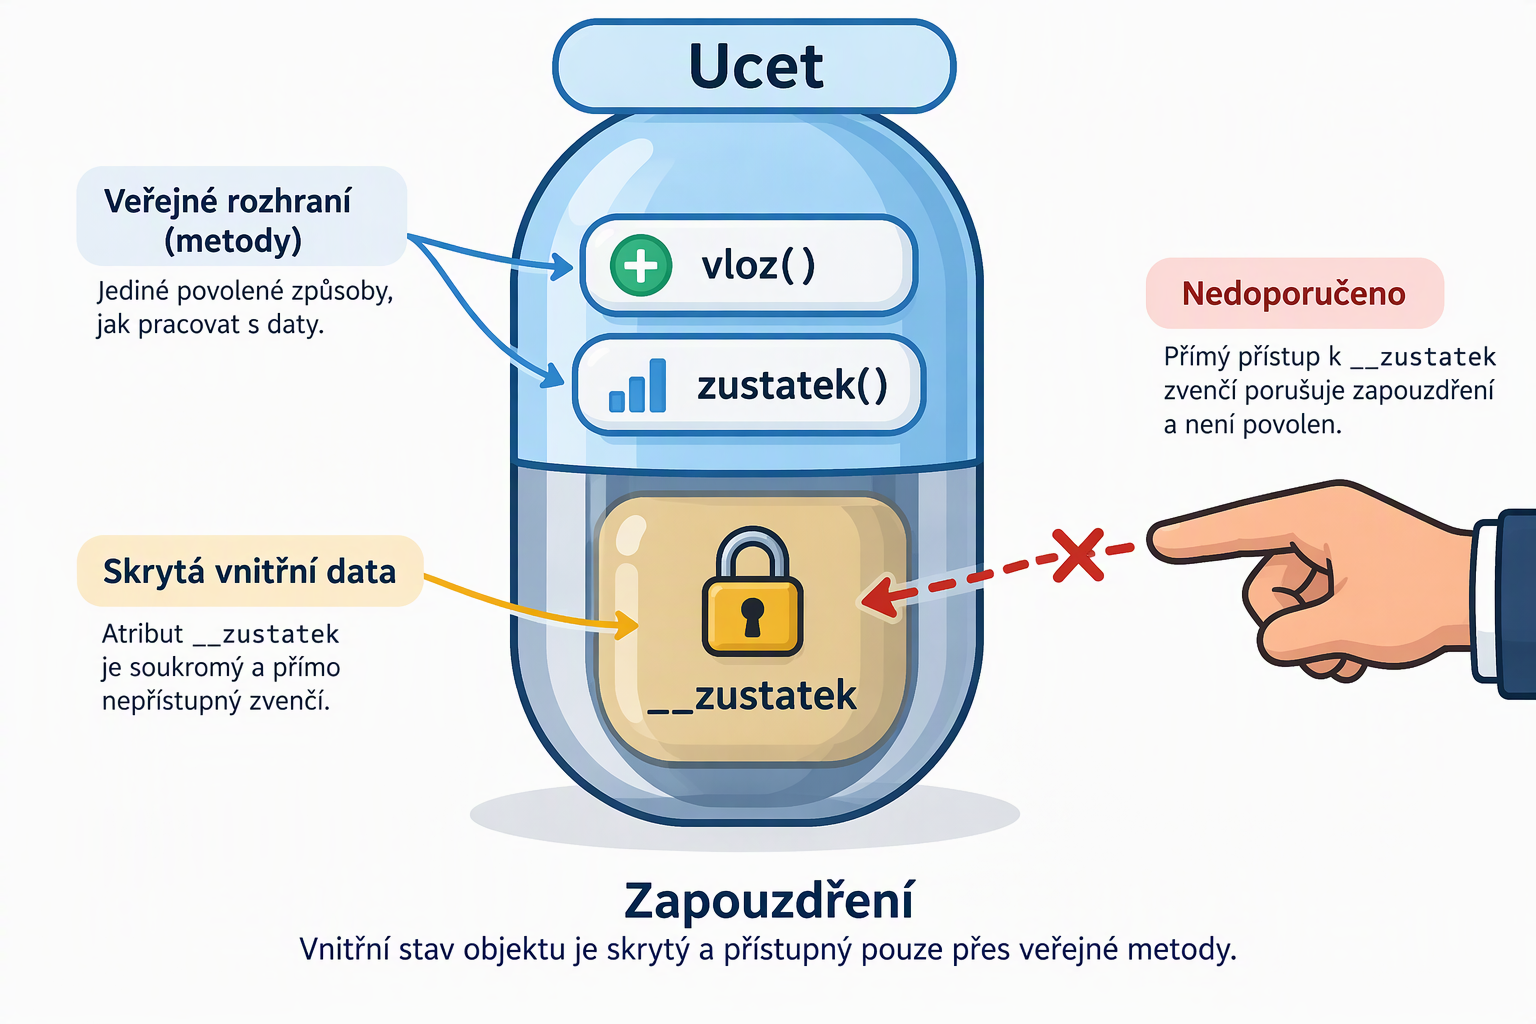 Ucet
Veřejné rozhraní
(metody)
Jediné povolené způsoby,
jak pracovat s daty.
vloz()
zustatek()
Nedoporučeno
Přímý přístup k __zustatek
zvenčí porušuje zapouzdření
a není povolen.
Skrytá vnitřní data
Atribut __zustatek
je soukromý a přímo
nepřístupný zvenčí.
__zustatek
Zapouzdření
Vnitřní stav objektu je skrytý a přístupný pouze přes veřejné metody.